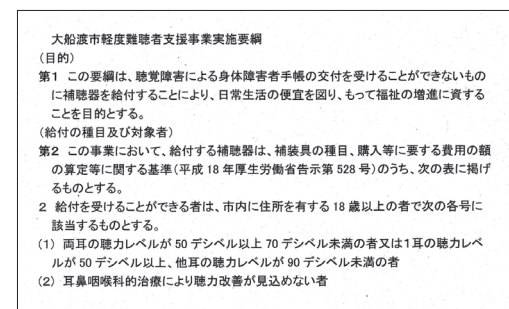 大船渡市軽度難聴者支援事業実施要綱
(目的)
第1 この要綱は、聴覚障害による身体障害者手帳の交付を受けることができないもの
に補聴器を給付することにより、日常生活の便宜を図り、もって福祉の増進に資する
ことを目的とする。
(給付の種目及び対象者)
第2 この事業において、給付する補聴器は、補装具の種目、購入等に要する費用の額
の算定等に関する基準(平成 18 年厚生労働省告示第 528 号)のうち、次の表に掲げ
るものとする。
2 給付を受けることができる者は、市内に住所を有する 18 歳以上の者で次の各号に
該当するものとする。
(1) 両耳の聴力レベルが 50 デシベル以上 70 デシベル未満の者又は1耳の聴力レベ
ルが 50 デシベル以上、他耳の聴力レベルが 90 デシベル未満の者
(2) 耳鼻咽喉科的治療により聴力改善が見込めない者